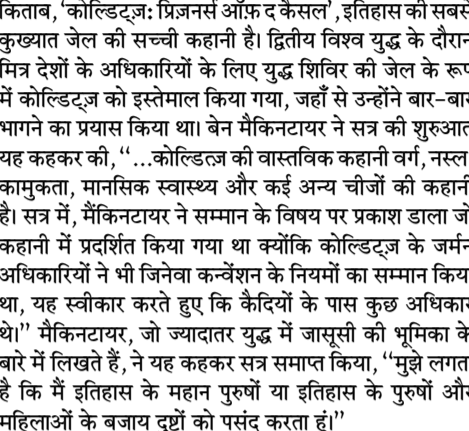 किताब, ‘कोल्डिट्ज़: प्रिज़नर्स ऑफ़ द कैसल’, इतिहास की सबसे
कुख्यात जेल की सच्ची कहानी है। द्वितीय विश्व युद्ध के दौरान
मित्र देशों के अधिकारियों के लिए युद्ध शिविर की जेल के रूप
में कोल्डिट्ज़ को इस्तेमाल किया गया, जहाँ से उन्होंने बार-बार
भागने का प्रयास किया था। बेन मैकिनटायर ने सत्र की शुरुआत
यह कहकर की, “...कोल्डित्ज़ की वास्तविक कहानी वर्ग, नस्ल,
कामुकता, मानसिक स्वास्थ्य और कई अन्य चीजों की कहानी
है। सत्र में, मैंकिनटायर ने सम्मान के विषय पर प्रकाश डाला जो
कहानी में प्रदर्शित किया गया था क्योंकि कोल्डिट्ज़ के जर्मन
अधिकारियों ने भी जिनेवा कन्वेंशन के नियमों का सम्मान किया
था, यह स्वीकार करते हुए कि कैदियों के पास कुछ अधिकार
थे।” मैकिनटायर, जो ज्यादातर युद्ध में जासूसी की भूमिका के
बारे में लिखते हैं, ने यह कहकर सत्र समाप्त किया, “मुझे लगता
है कि मैं इतिहास के महान पुरुषों या इतिहास के पुरुषों और
महिलाओं के बजाय दुष्टों को पसंद करता हूं।”